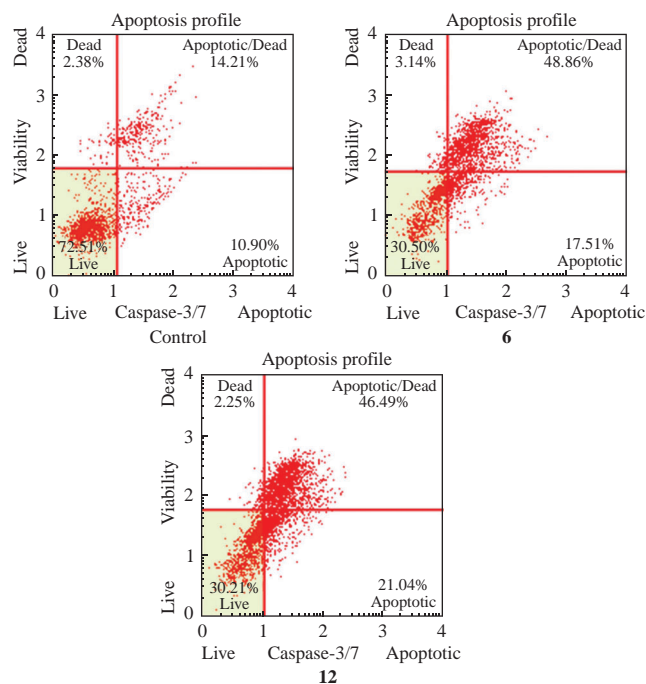 Apoptosis profile
Dead
4
Dead
2.38%
Apoptotic/Dead
14.21%
3
Viability
2
1
Live
72.51%
Live
10.90%
Apoptotic
0
0 1 2 3 4
Live Caspase-3/7 Apoptotic
Control
Apoptosis profile
Dead
4
Dead
3.14%
Apoptotic/Dead
48.86%
3
Viability
2
1
Live
30.50%
Live
17.51%
Apoptotic
0
0 1 2 3 4
Live Caspase-3/7 Apoptotic
6
Apoptosis profile
Dead
4
Dead
2.25%
Apoptotic/Dead
46.49%
3
Viability
2
1
Live
30.21%
Live
21.04%
Apoptotic
0
0 1 2 3 4
Live Caspase-3/7 Apoptotic
12